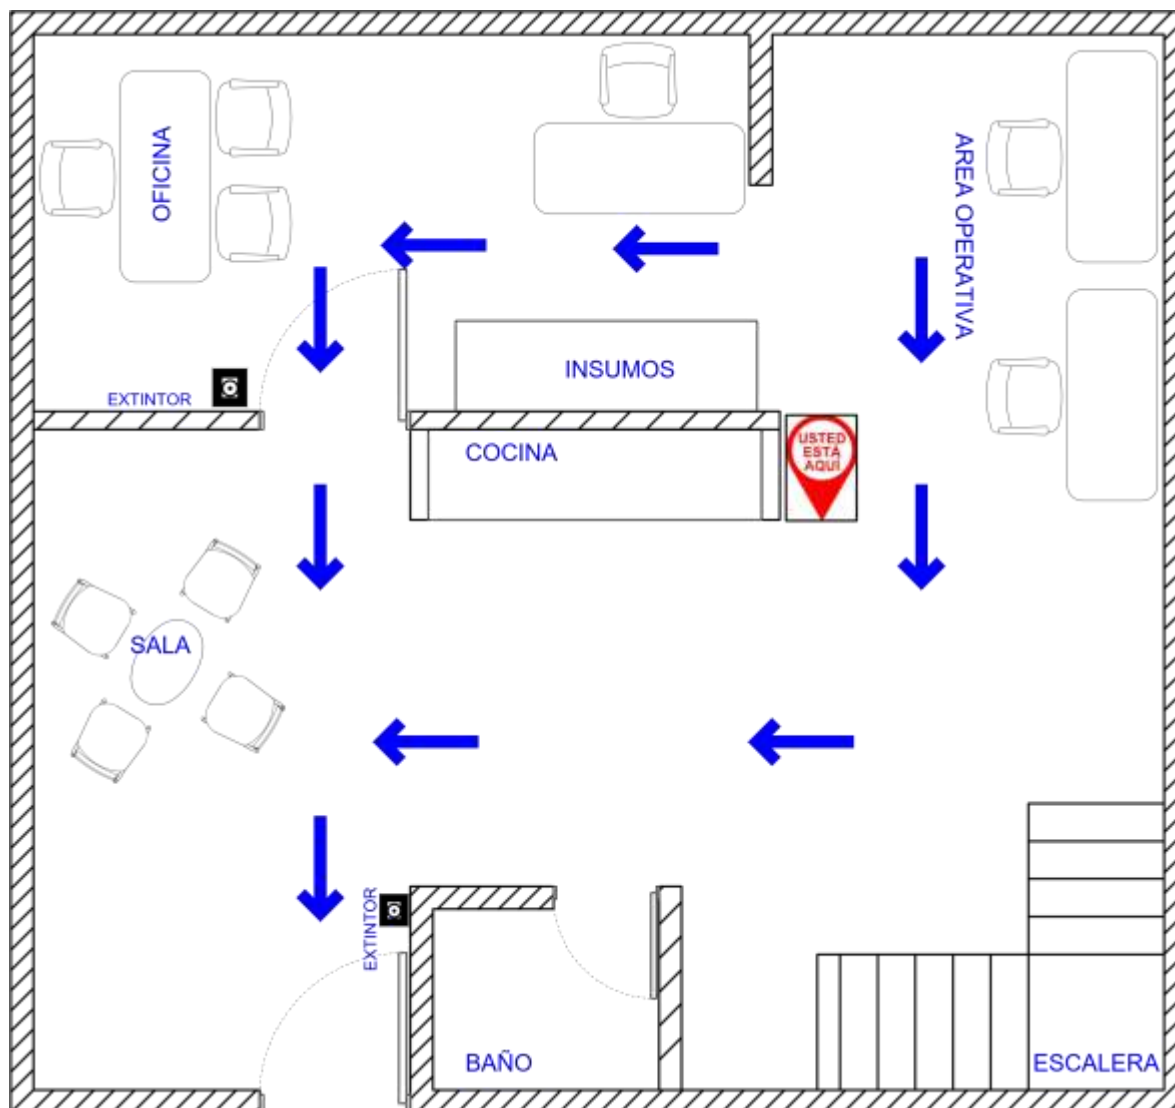 OFICINA
AREA OPERATIVA
INSUMOS
EXTINTOR
COCINA
USTED
ESTÁ
AQUÍ
SALA
EXTINTOR
BAÑO
ESCALERA